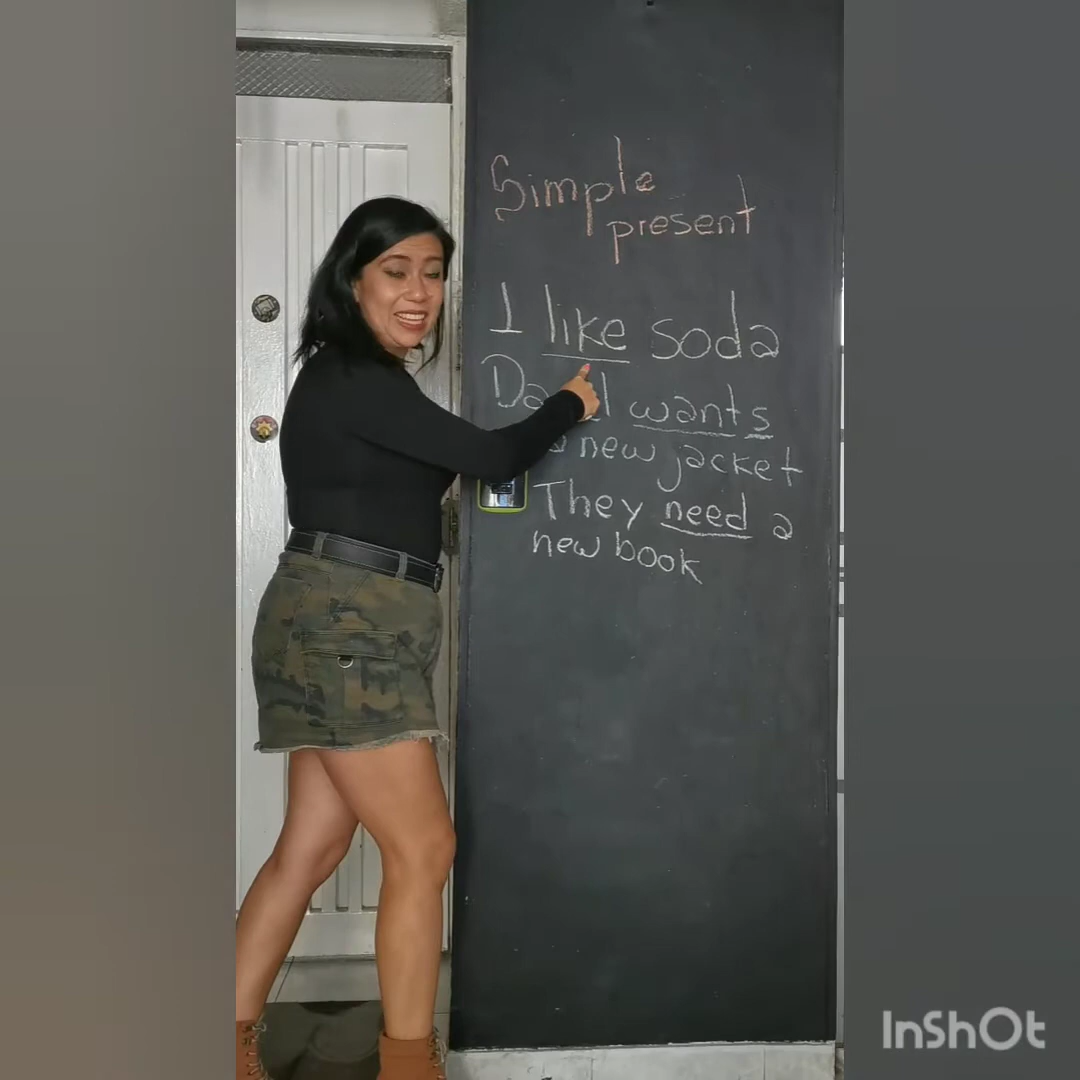 Simple
present
I like soda
wants
a new jacket
They need a
new book
InShOt